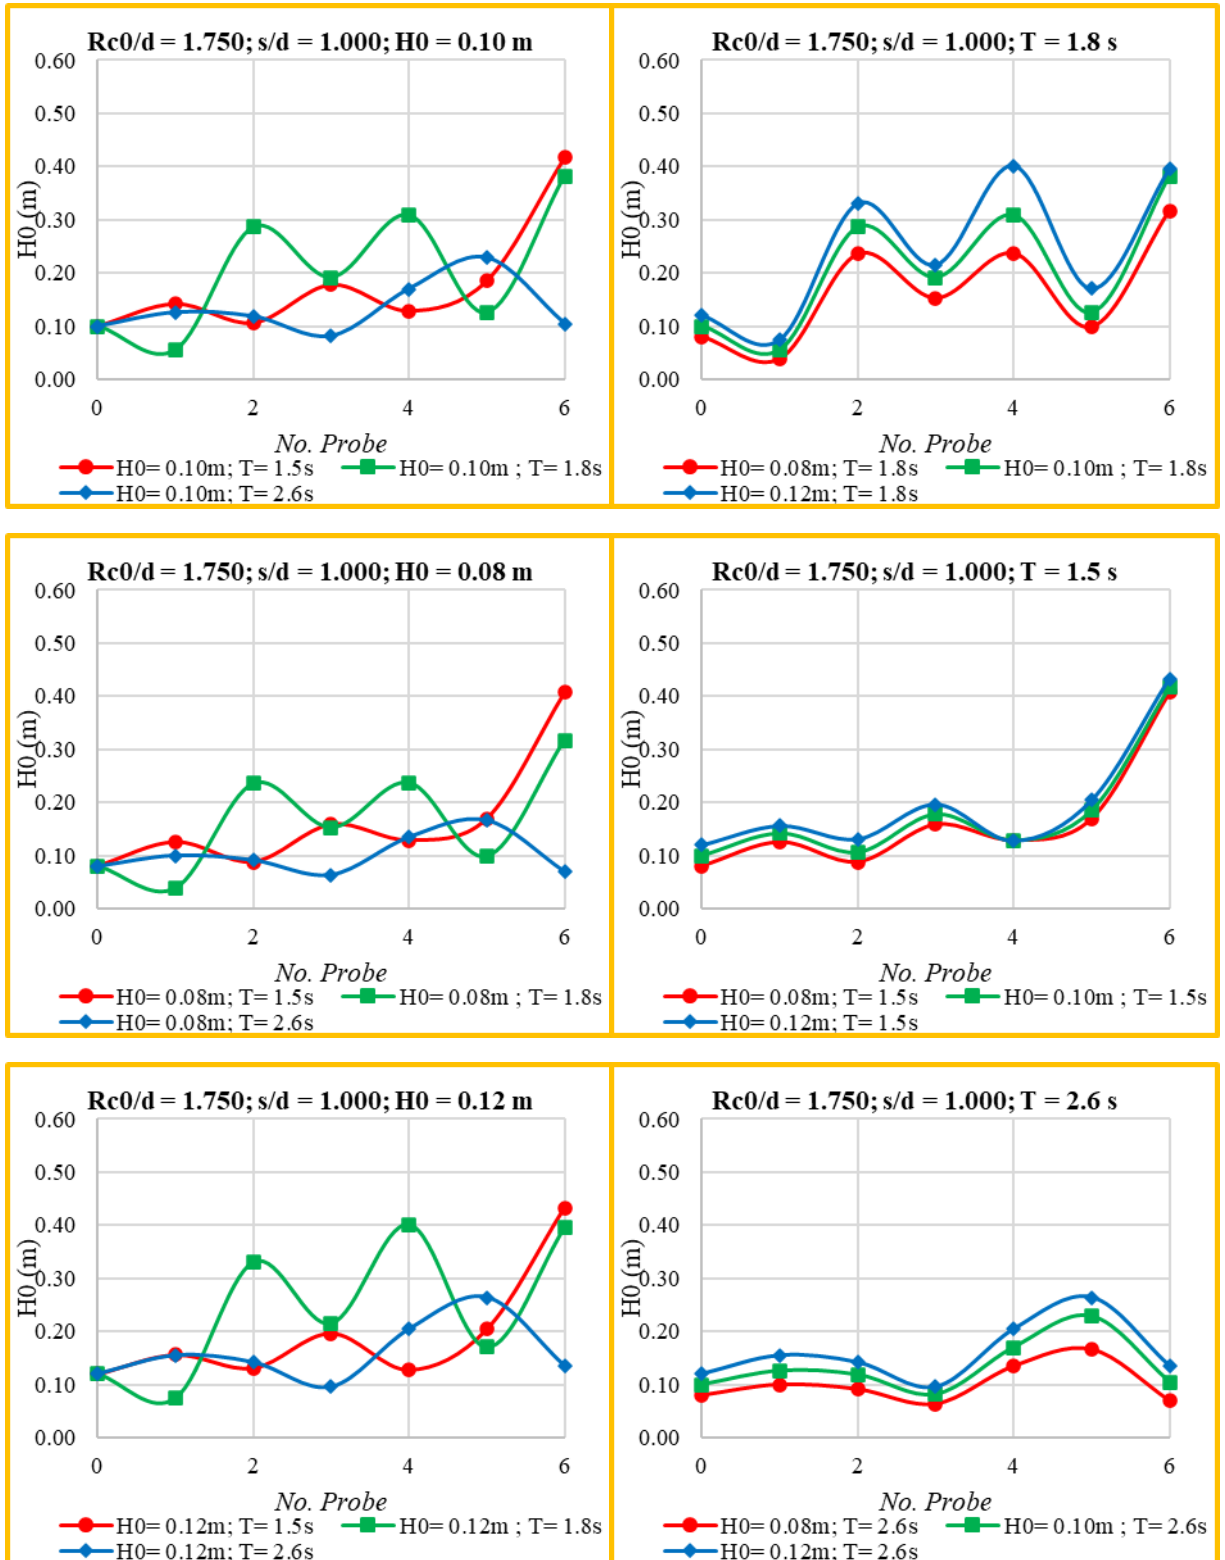 Rc0/d = 1.750; s/d = 1.000; H0 = 0.10 m
0.60
0.50
0.40
0.30
0.20
0.10
0.00
H0 (m)
0 2 4 6
No. Probe
H0= 0.10m; T= 1.5s H0= 0.10m ; T= 1.8s
H0= 0.10m; T= 2.6s
Rc0/d = 1.750; s/d = 1.000; T = 1.8 s
0.60
0.50
0.40
0.30
0.20
0.10
0.00
H0 (m)
0 2 4 6
No. Probe
H0= 0.08m; T= 1.8s H0= 0.10m ; T= 1.8s
H0= 0.12m; T= 1.8s
Rc0/d = 1.750; s/d = 1.000; H0 = 0.08 m
0.60
0.50
0.40
0.30
0.20
0.10
0.00
H0 (m)
0 2 4 6
No. Probe
H0= 0.08m; T= 1.5s H0= 0.08m ; T= 1.8s
H0= 0.08m; T= 2.6s
Rc0/d = 1.750; s/d = 1.000; T = 1.5 s
0.60
0.50
0.40
0.30
0.20
0.10
0.00
H0 (m)
0 2 4 6
No. Probe
H0= 0.08m; T= 1.5s H0= 0.10m ; T= 1.5s
H0= 0.12m; T= 1.5s
Rc0/d = 1.750; s/d = 1.000; H0 = 0.12 m
0.60
0.50
0.40
0.30
0.20
0.10
0.00
H0 (m)
0 2 4 6
No. Probe
H0= 0.12m; T= 1.5s H0= 0.12m ; T= 1.8s
H0= 0.12m; T= 2.6s
Rc0/d = 1.750; s/d = 1.000; T = 2.6 s
0.60
0.50
0.40
0.30
0.20
0.10
0.00
H0 (m)
0 2 4 6
No. Probe
H0= 0.08m; T= 2.6s H0= 0.10m ; T= 2.6s
H0= 0.12m; T= 2.6s